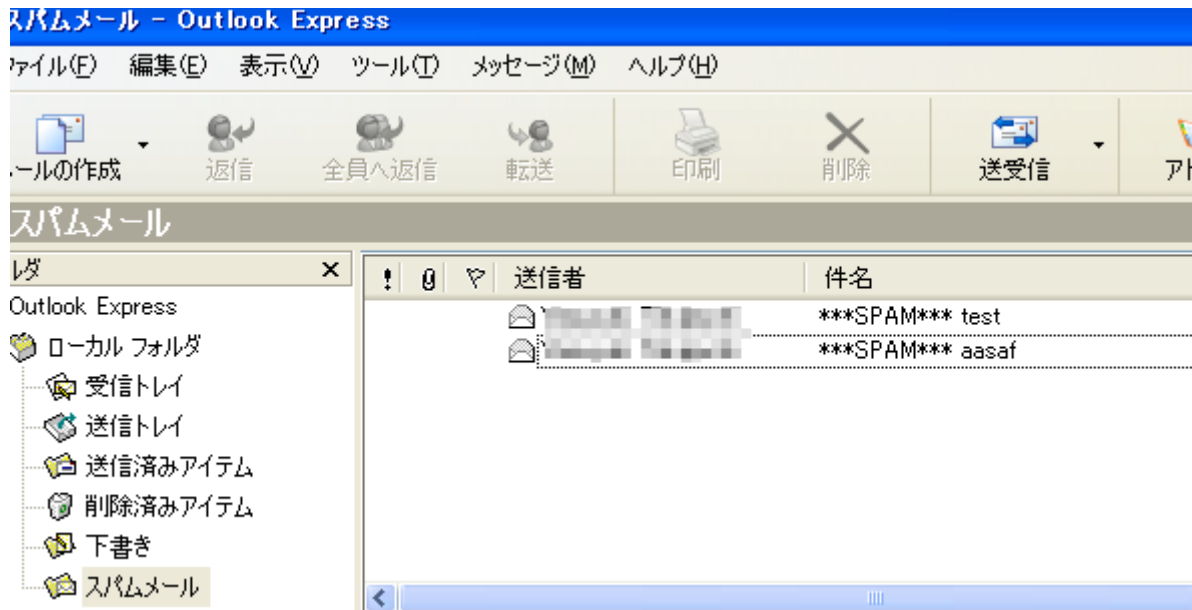 スパムメール - Outlook Express
ファイル(F) 編集(E) 表示(V) ツール(T) メッセージ(M) ヘルプ(H)
ールの作成 返信 全員へ返信 転送 印刷 削除 送受信 アド
スパムメール
ルダ
送信者 件名
Outlook Express
***SPAM*** test
***SPAM*** aasaf
ローカル フォルダ
受信トレイ
送信トレイ
送信済みアイテム
削除済みアイテム
下書き
スパムメール